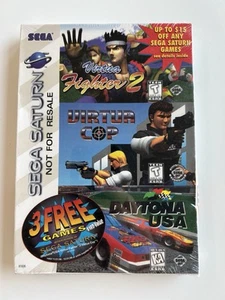 SEGA
UP TO $15
OFF ANY
SEGA SATURN
GAMES
Virtua
Fighter 2
SEGA SATURN
NOT FOR RESALE
VIRTUA
COP
3 FREE
GAMES
DAYTONA
USA